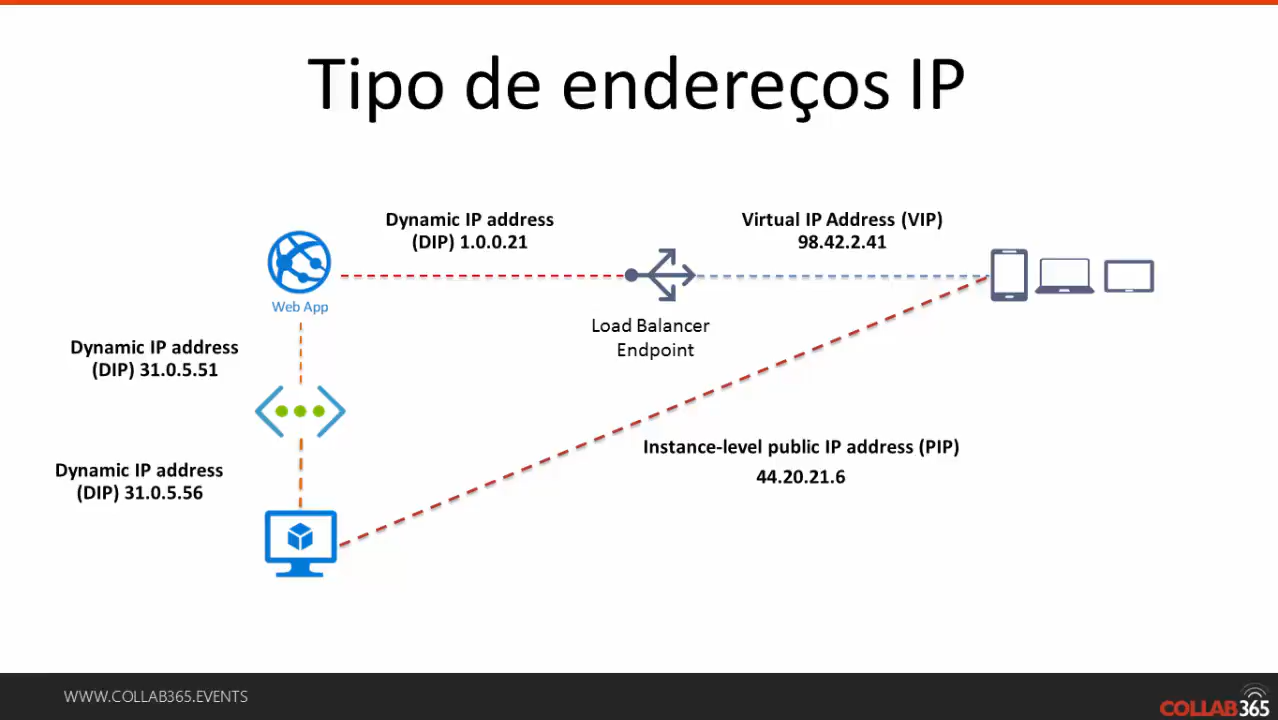 Tipo de endereços IP
Dynamic IP address
(DIP) 1.0.0.21
Virtual IP Address (VIP)
98.42.2.41
Web App
Load Balancer
Endpoint
Dynamic IP address
(DIP) 31.0.5.51
Instance-level public IP address (PIP)
44.20.21.6
Dynamic IP address
(DIP) 31.0.5.56
WWW.COLLAB365.EVENTS
COLLAB365